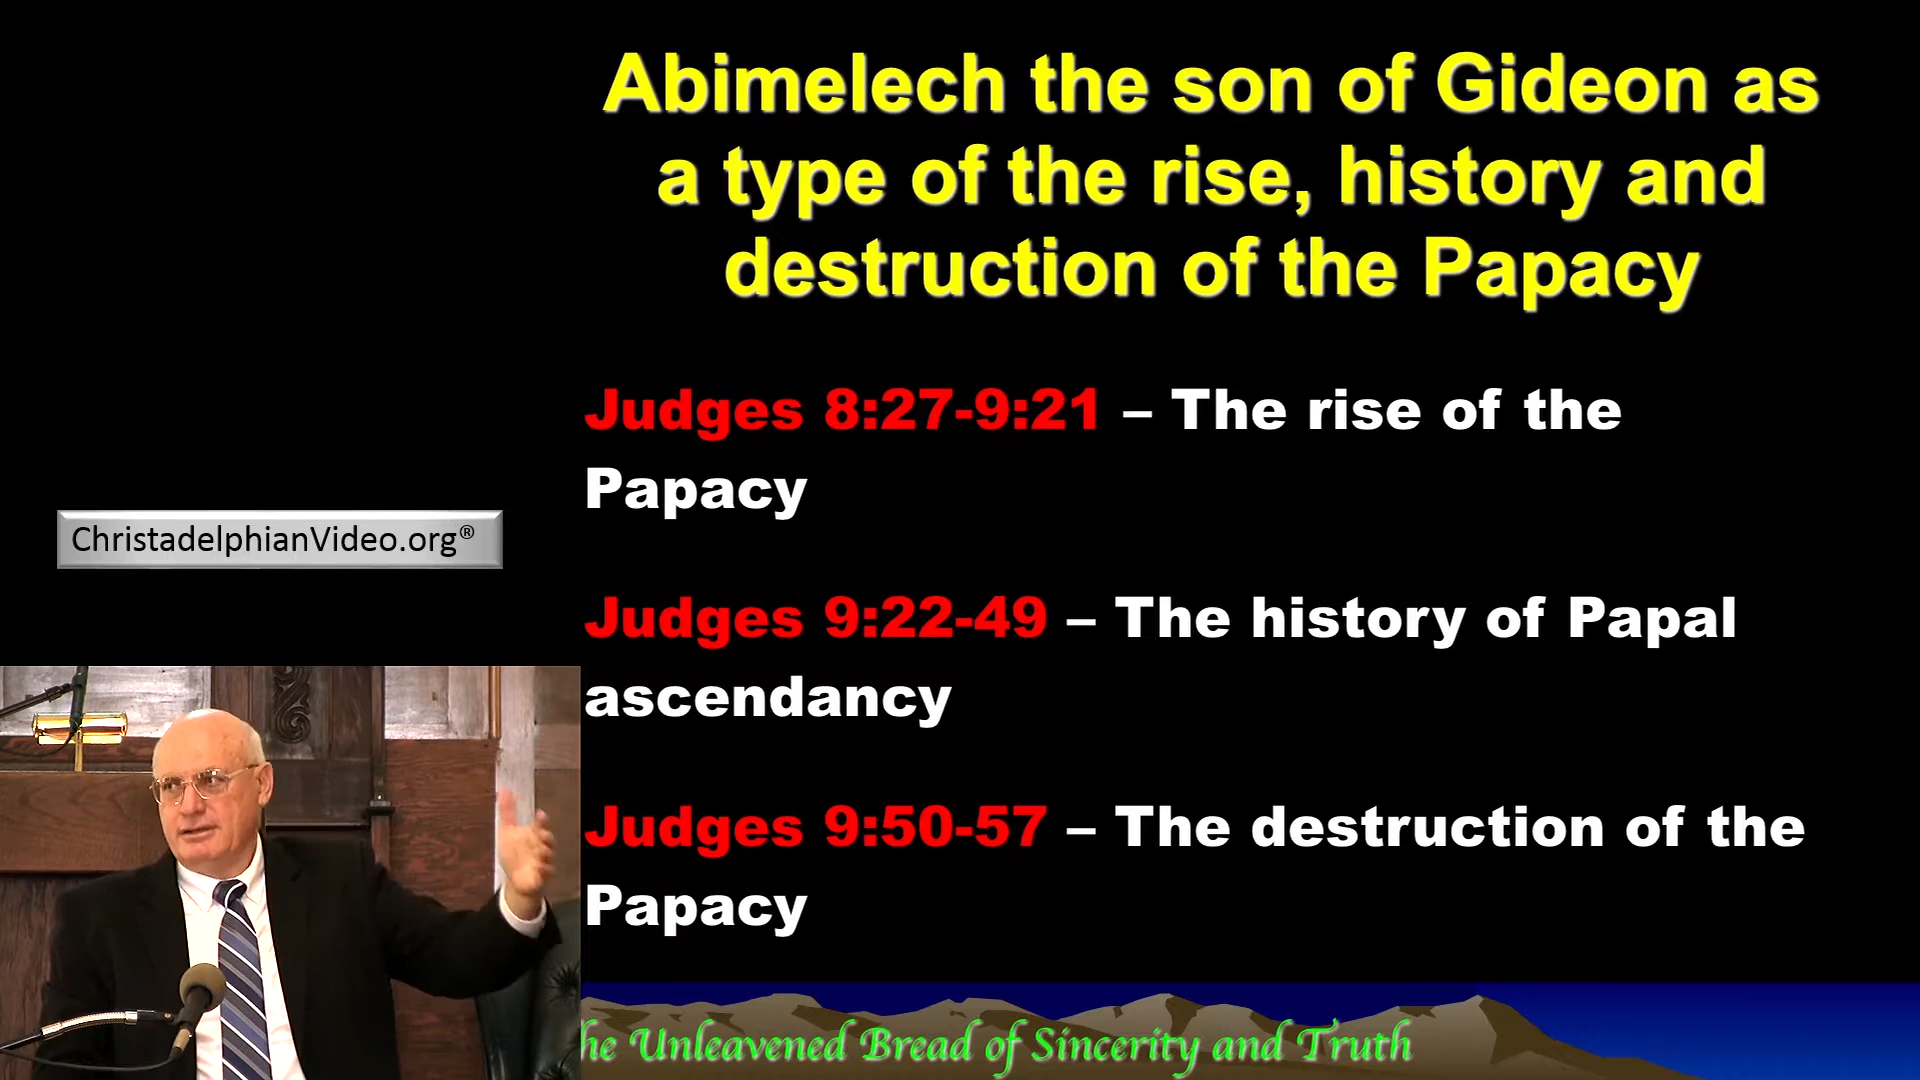 Abimelech the son of Gideon as
a type of the rise, history and
destruction of the Papacy
Judges 8:27-9:21 – The rise of the
Papacy
ChristadelphianVideo.org®
Judges 9:22-49 – The history of Papal
ascendancy
Judges 9:50-57 – The destruction of the
Papacy
he Unleavened Bread of Sincerity and Truth